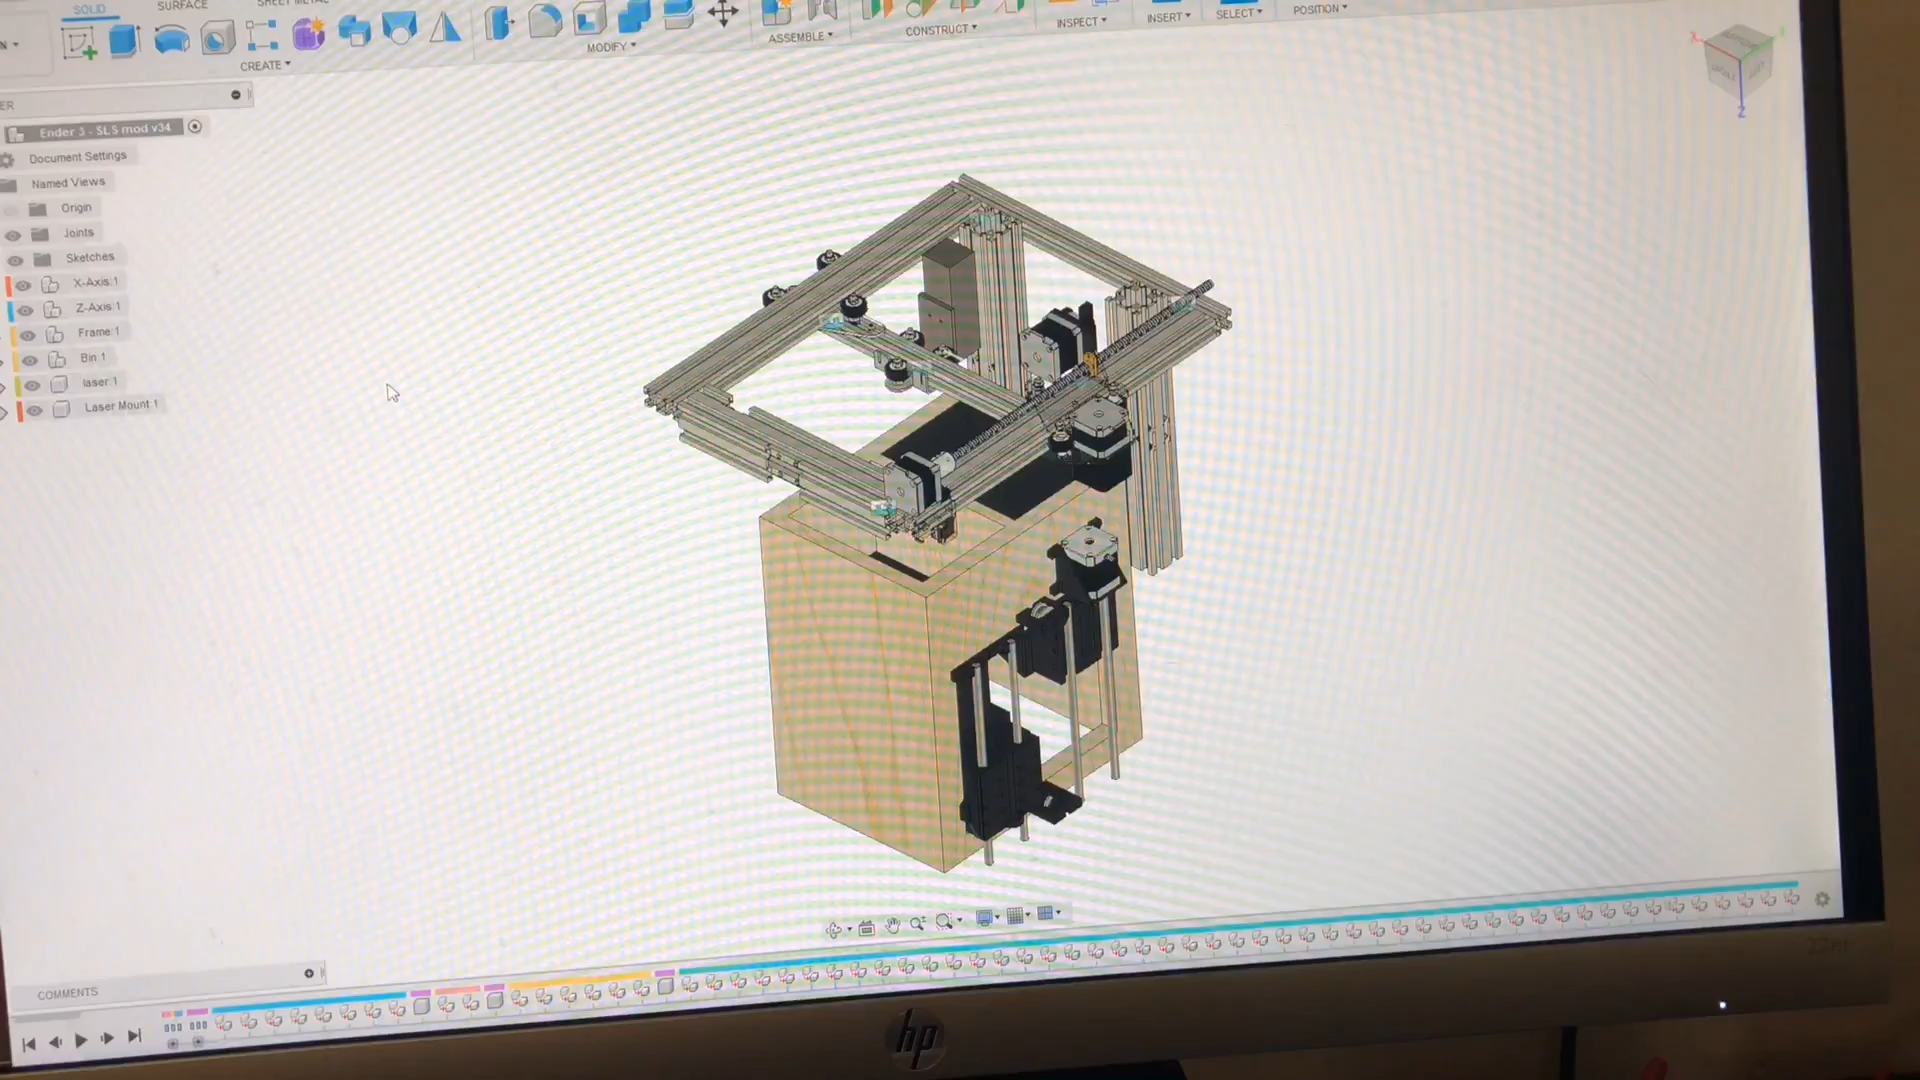 SOLID
SURFACE
CREATE
MODIFY
ASSEMBLE
CONSTRUCT
INSPECT
INSERT
SELECT
POSITION
ER
Ender 3 - SLS mod v34
Document Settings
Named Views
Origin
Joints
Sketches
X-Axis:1
Z-Axis:1
Frame:1
Bin:1
laser:1
Laser Mount:1
X
Z
COMMENTS
hp